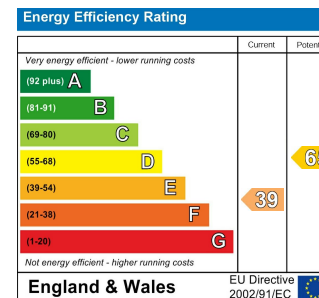 Energy Efficiency Rating
Current
Very energy efficient - lower running costs
(92 plus) A
(81-91) B
(69-80) C
(55-68) D
(39-54) E
39
(21-38) F
(1-20) G
Not energy efficient - higher running costs
England & Wales
EU Directive
2002/91/EC